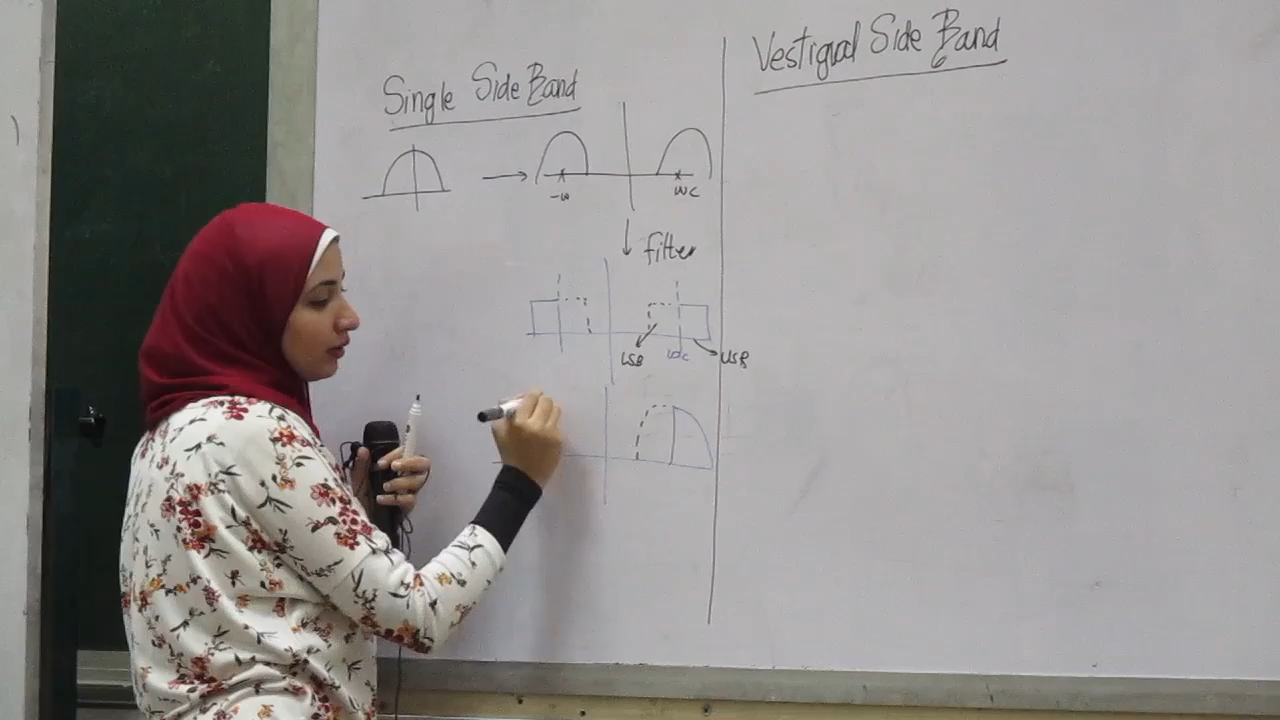 Single Side Band
-w
wc
filter
LSB
wc
USB
Vestigial Side Band